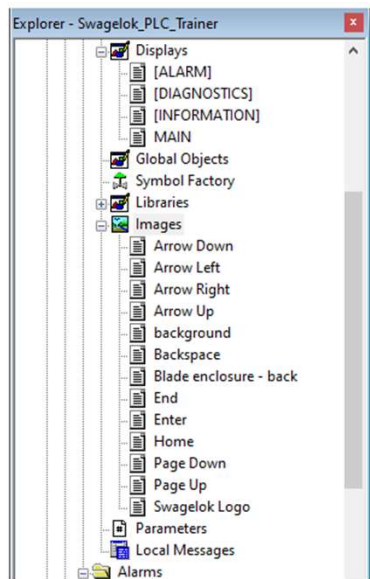 Explorer - Swagelok_PLC_Trainer
x
Displays
[ALARM]
[DIAGNOSTICS]
[INFORMATION]
MAIN
Global Objects
Symbol Factory
Libraries
Images
Arrow Down
Arrow Left
Arrow Right
Arrow Up
background
Backspace
Blade enclosure - back
End
Enter
Home
Page Down
Page Up
Swagelok Logo
Parameters
Local Messages
Alarms